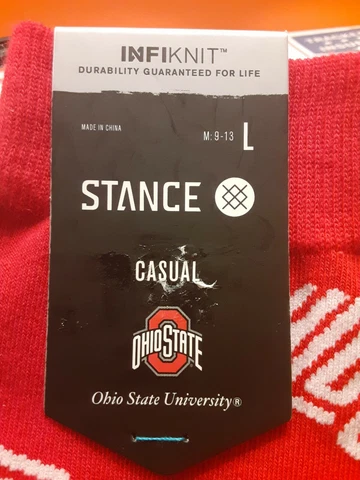 INFIKNIT™
DURABILITY GUARANTEED FOR LIFE
MADE IN CHINA
M: 9-13 L
STANCE
CASUAL
OHIO STATE
Ohio State University®